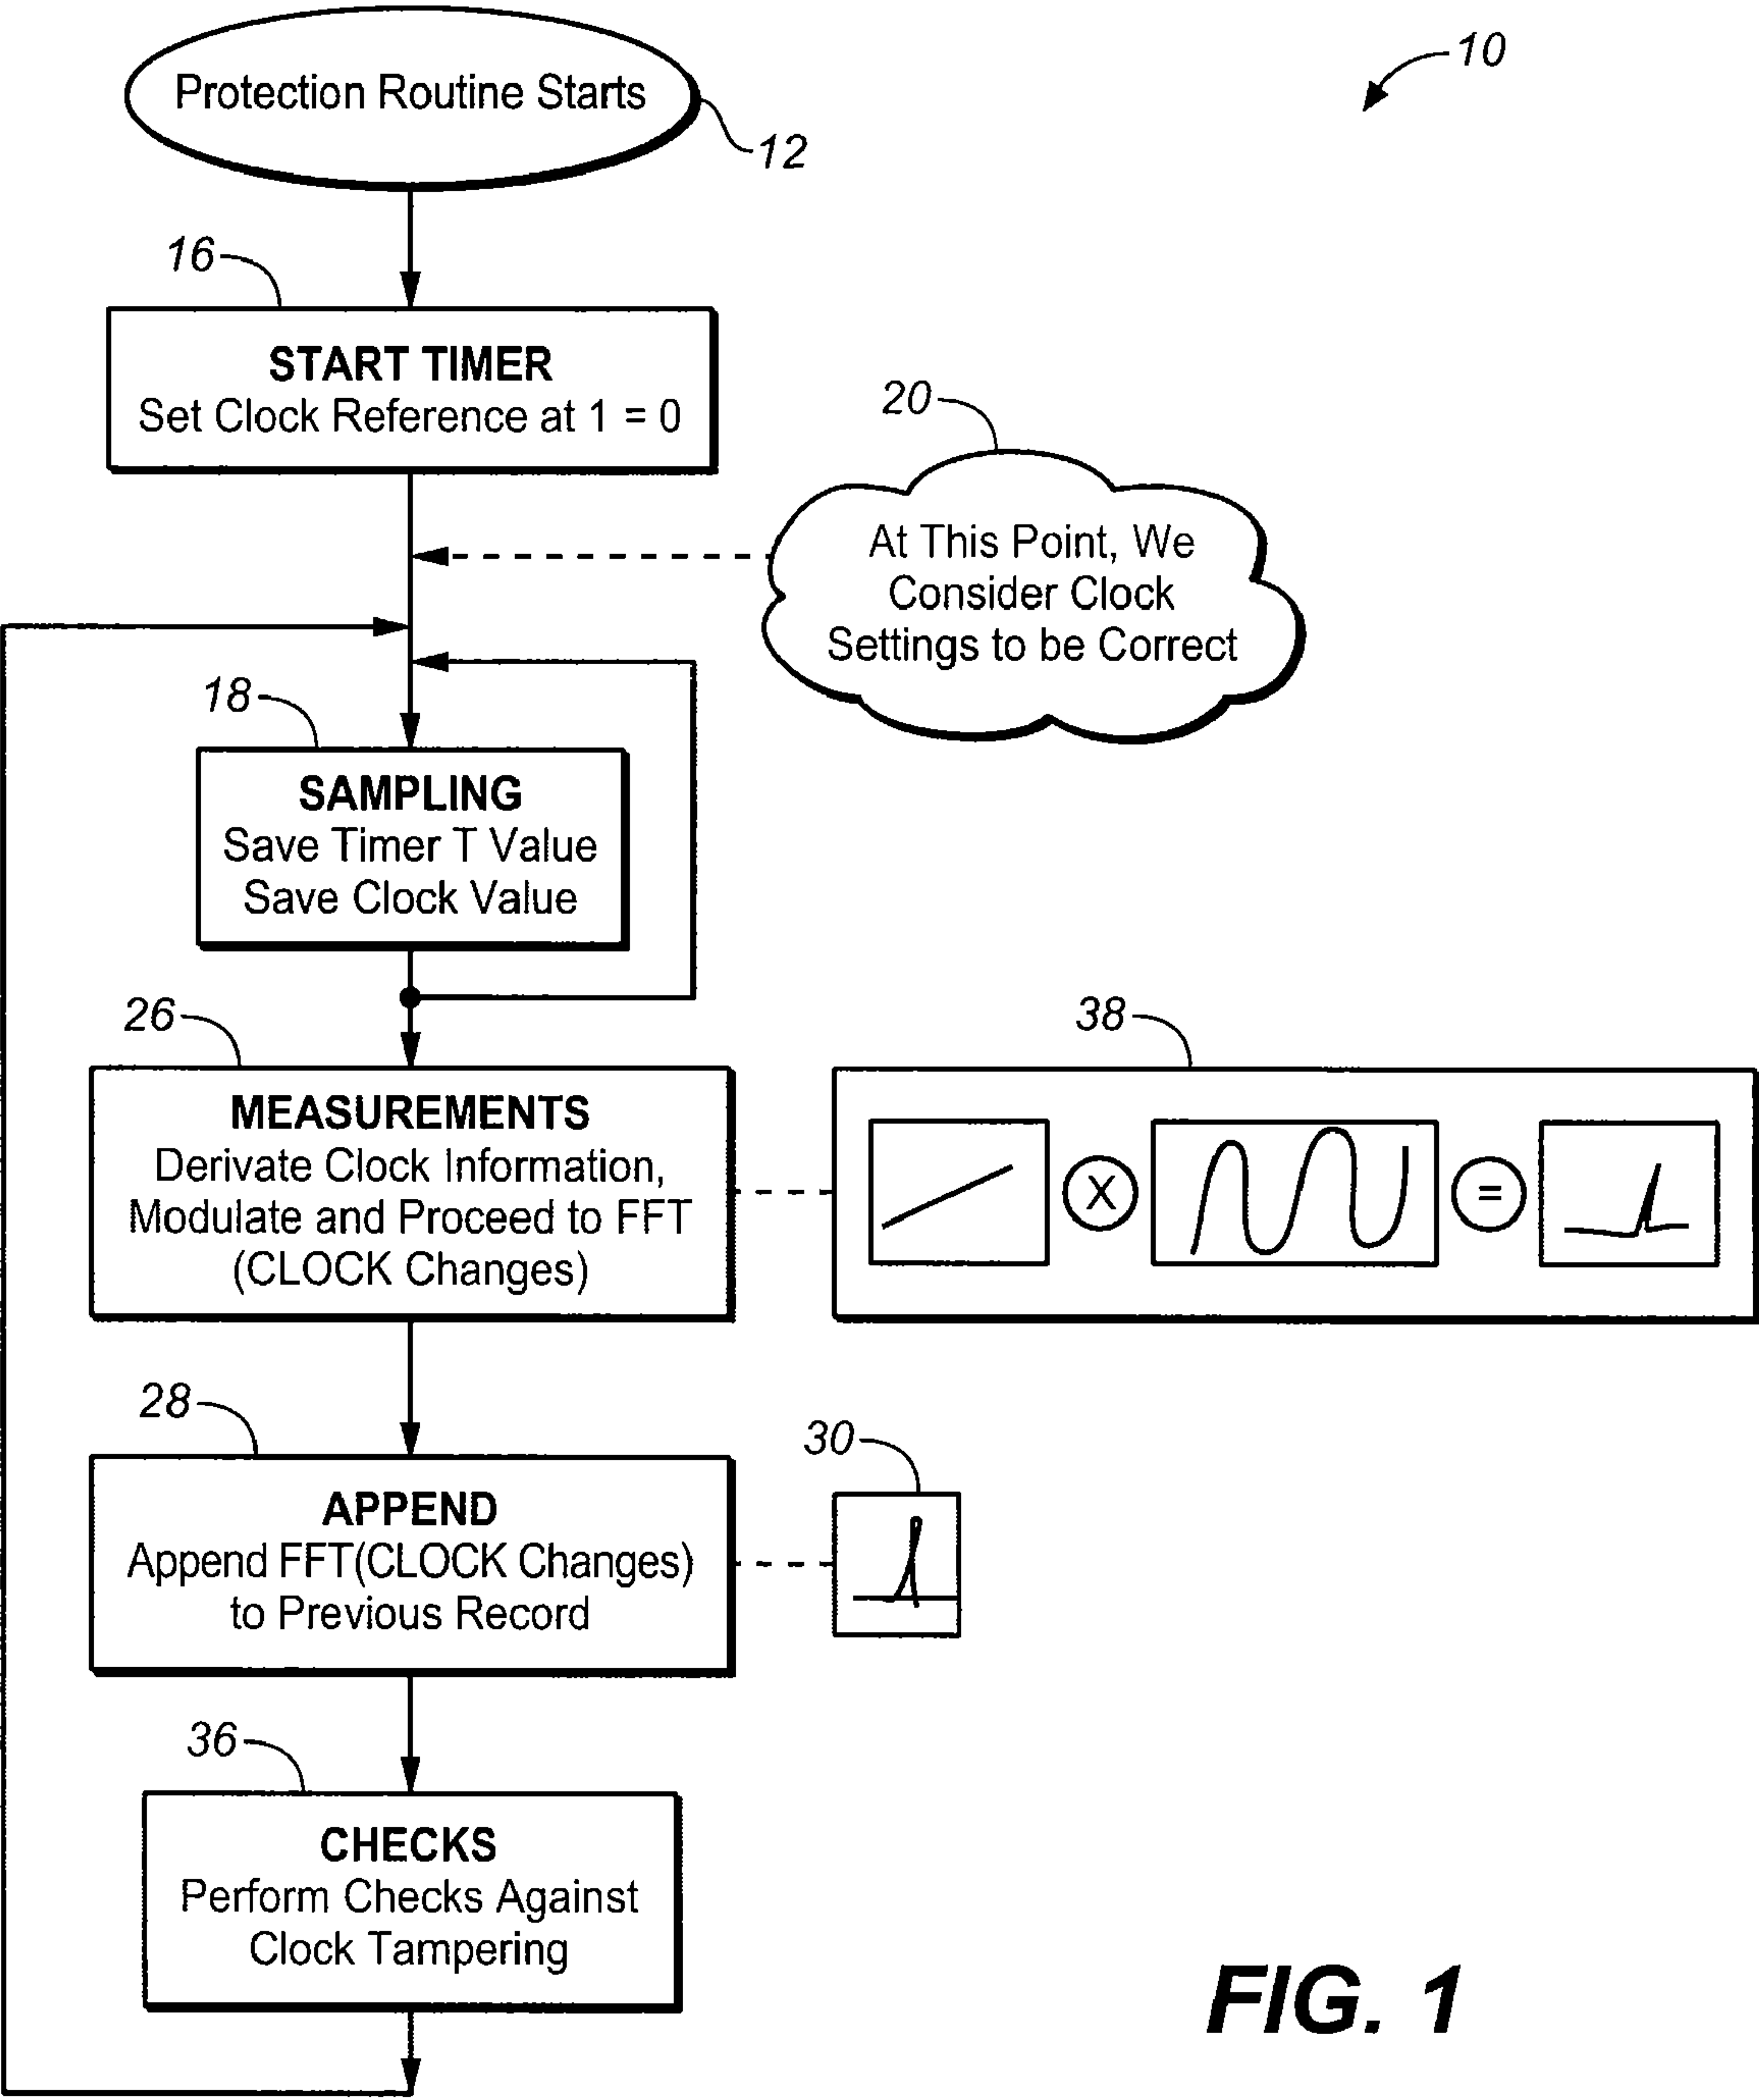 10
Protection Routine Starts
12
16
START TIMER
Set Clock Reference at 1 = 0
20
At This Point, We
Consider Clock
Settings to be Correct
18
SAMPLING
Save Timer T Value
Save Clock Value
26
MEASUREMENTS
Derivate Clock Information,
Modulate and Proceed to FFT
(CLOCK Changes)
38
X
=
28
APPEND
Append FFT(CLOCK Changes)
to Previous Record
30
36
CHECKS
Perform Checks Against
Clock Tampering
FIG. 1